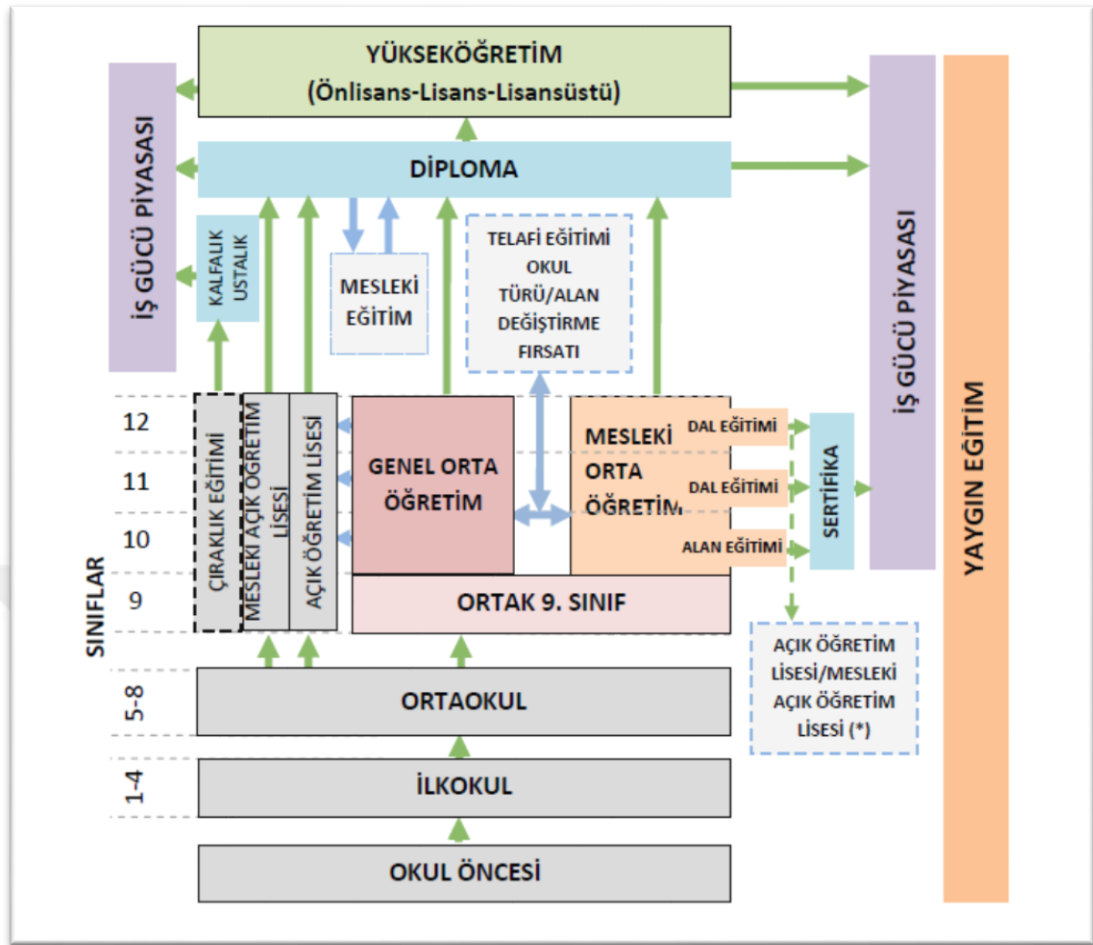 YÜKSEKÖĞRETİM
(Önlisans-Lisans-Lisansüstü)
DİPLOMA
İŞ GÜCÜ PİYASASI
KALFALIK
USTALIK
MESLEKİ
EĞİTİM
TELAFİ EĞİTİMİ
OKUL
TÜRÜ/ALAN
DEĞİŞTİRME
FIRSATI
İŞ GÜCÜ PİYASASI
YAYGIN EĞİTİM
SINIFLAR
12
11
10
9
5-8
1-4
ÇIRAKLIK EĞİTİMİ
MESLEKİ AÇIK ÖĞRETİM
LİSESİ
AÇIK ÖĞRETİM LİSESİ
GENEL ORTA
ÖĞRETİM
MESLEKİ
ORTA
ÖĞRETİM
DAL EĞİTİMİ
DAL EĞİTİMİ
ALAN EĞİTİMİ
SERTİFİKA
ORTAK 9. SINIF
AÇIK ÖĞRETİM
LİSESİ/MESLEKİ
AÇIK ÖĞRETİM
LİSESİ (*)
ORTAOKUL
İLKOKUL
OKUL ÖNCESİ